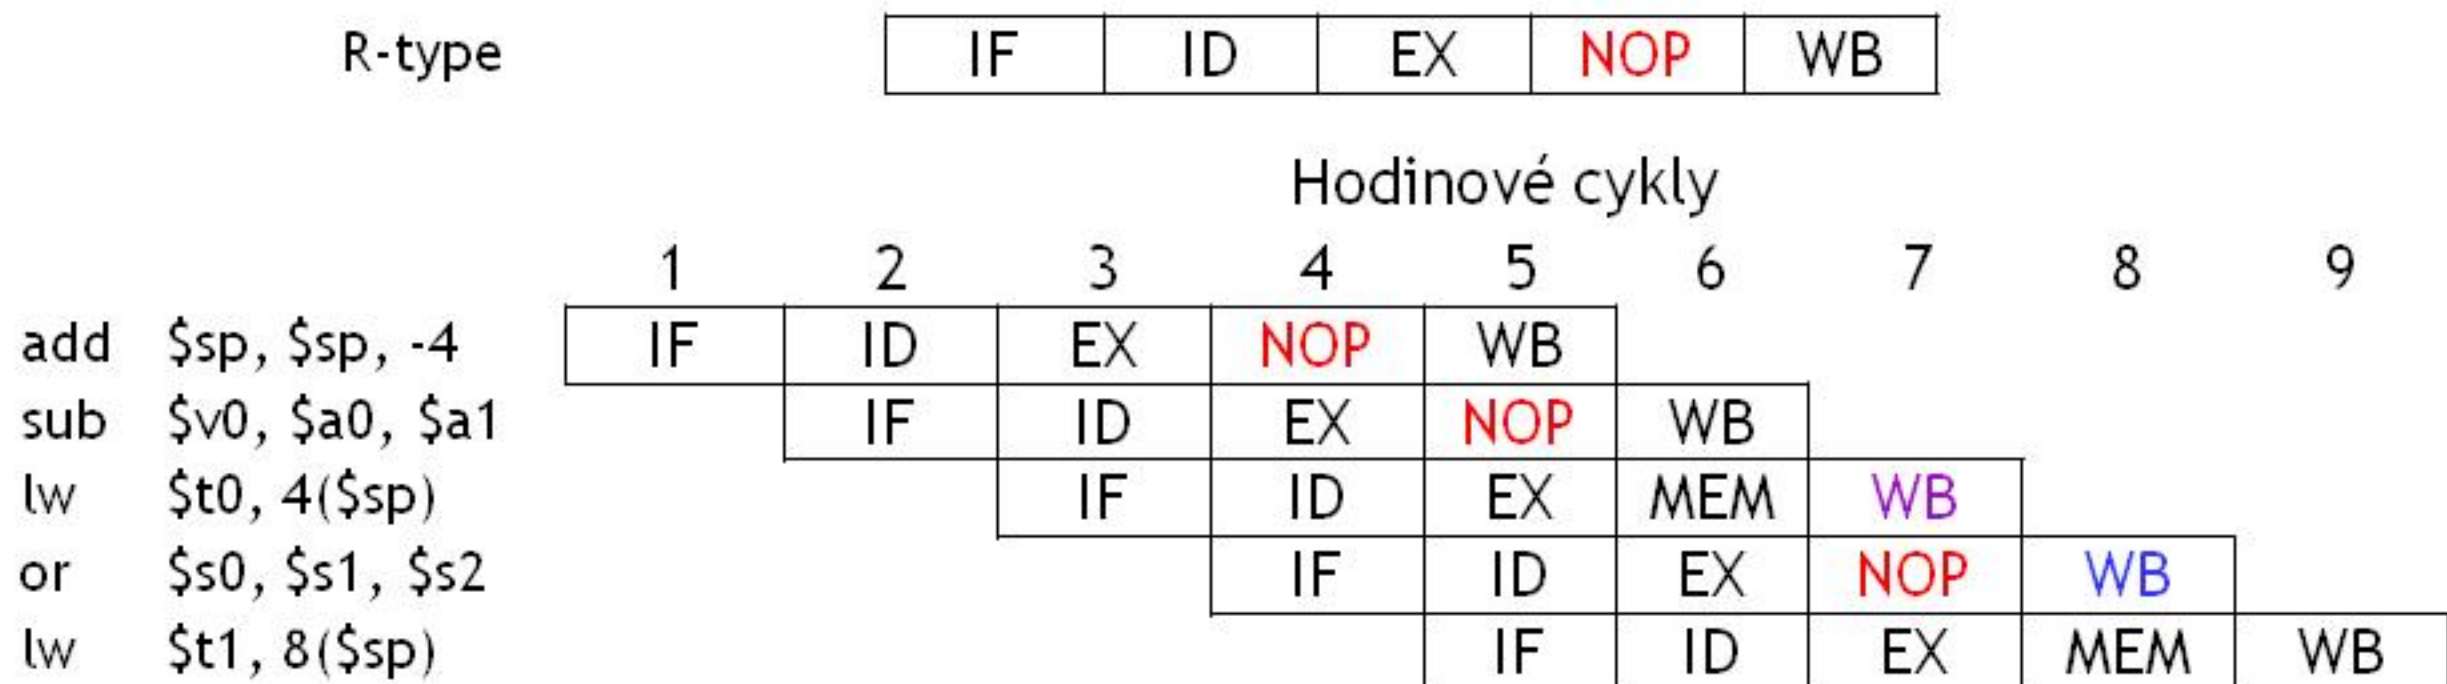 R-type IF ID EX NOP WB
Hodinové cykly
1 2 3 4 5 6 7 8 9
add $sp, $sp, -4 IF ID EX NOP WB
sub $v0, $a0, $a1 IF ID EX NOP WB
lw $t0, 4($sp) IF ID EX MEM WB
or $s0, $s1, $s2 IF ID EX NOP WB
lw $t1, 8($sp) IF ID EX MEM WB